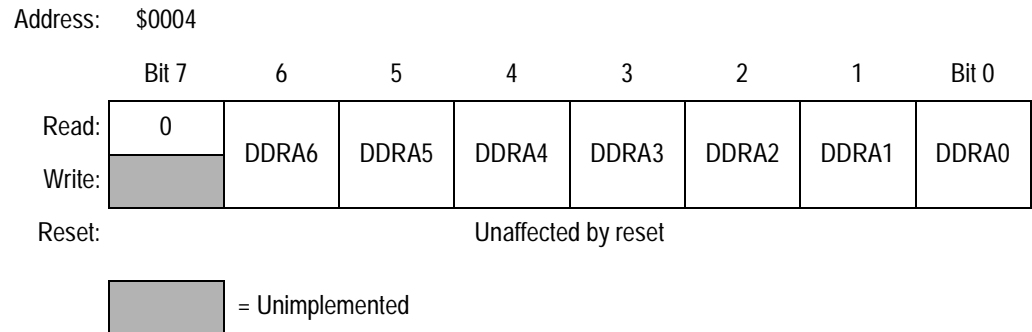 Address: $0004
Bit 7 6 5 4 3 2 1 Bit 0
Read: 0
DDRA6 DDRA5 DDRA4 DDRA3 DDRA2 DDRA1 DDRA0
Write:
Reset: Unaffected by reset
= Unimplemented